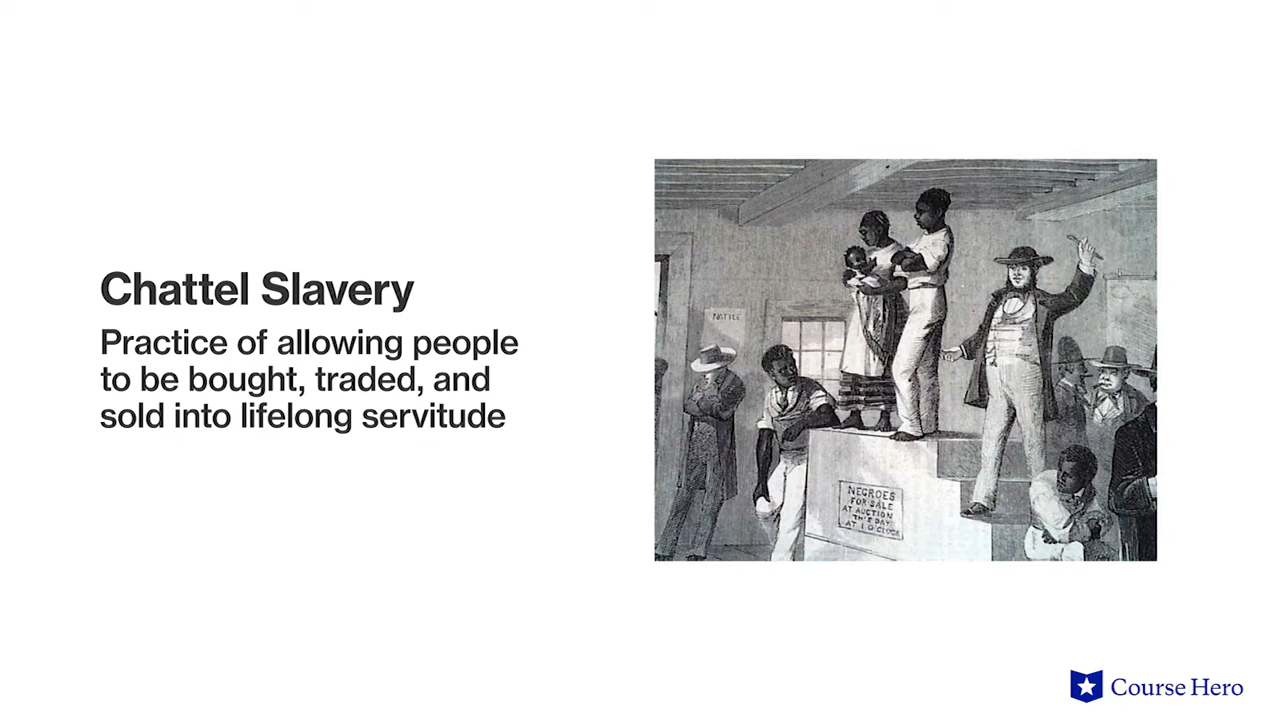 Chattel Slavery
Practice of allowing people
to be bought, traded, and
sold into lifelong servitude
NOTICE
NEGROES
FOR SALE
AT AUCTION
THIS DAY
AT 1 O'CLOCK
Course Hero